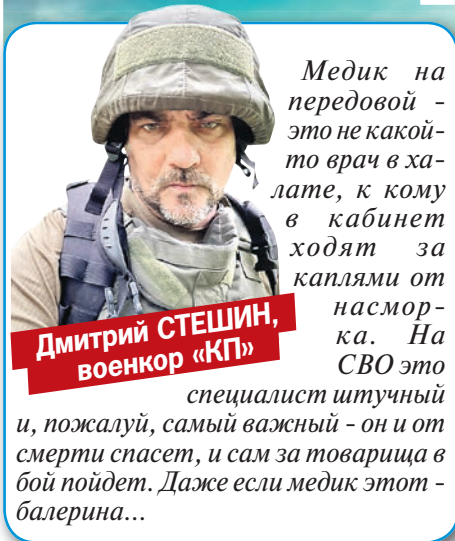 Медик на
передовой -
это не какой-
то врач в ха-
лате, к кому
в кабинет
ходят за
каплями от
насмор-
ка. На
СВО это
специалист штучный
и, пожалуй, самый важный - он и от
смерти спасет, и сам за товарища в
бой пойдет. Даже если медик этот -
балерина...
Дмитрий СТЕШИН,
военкор «КП»